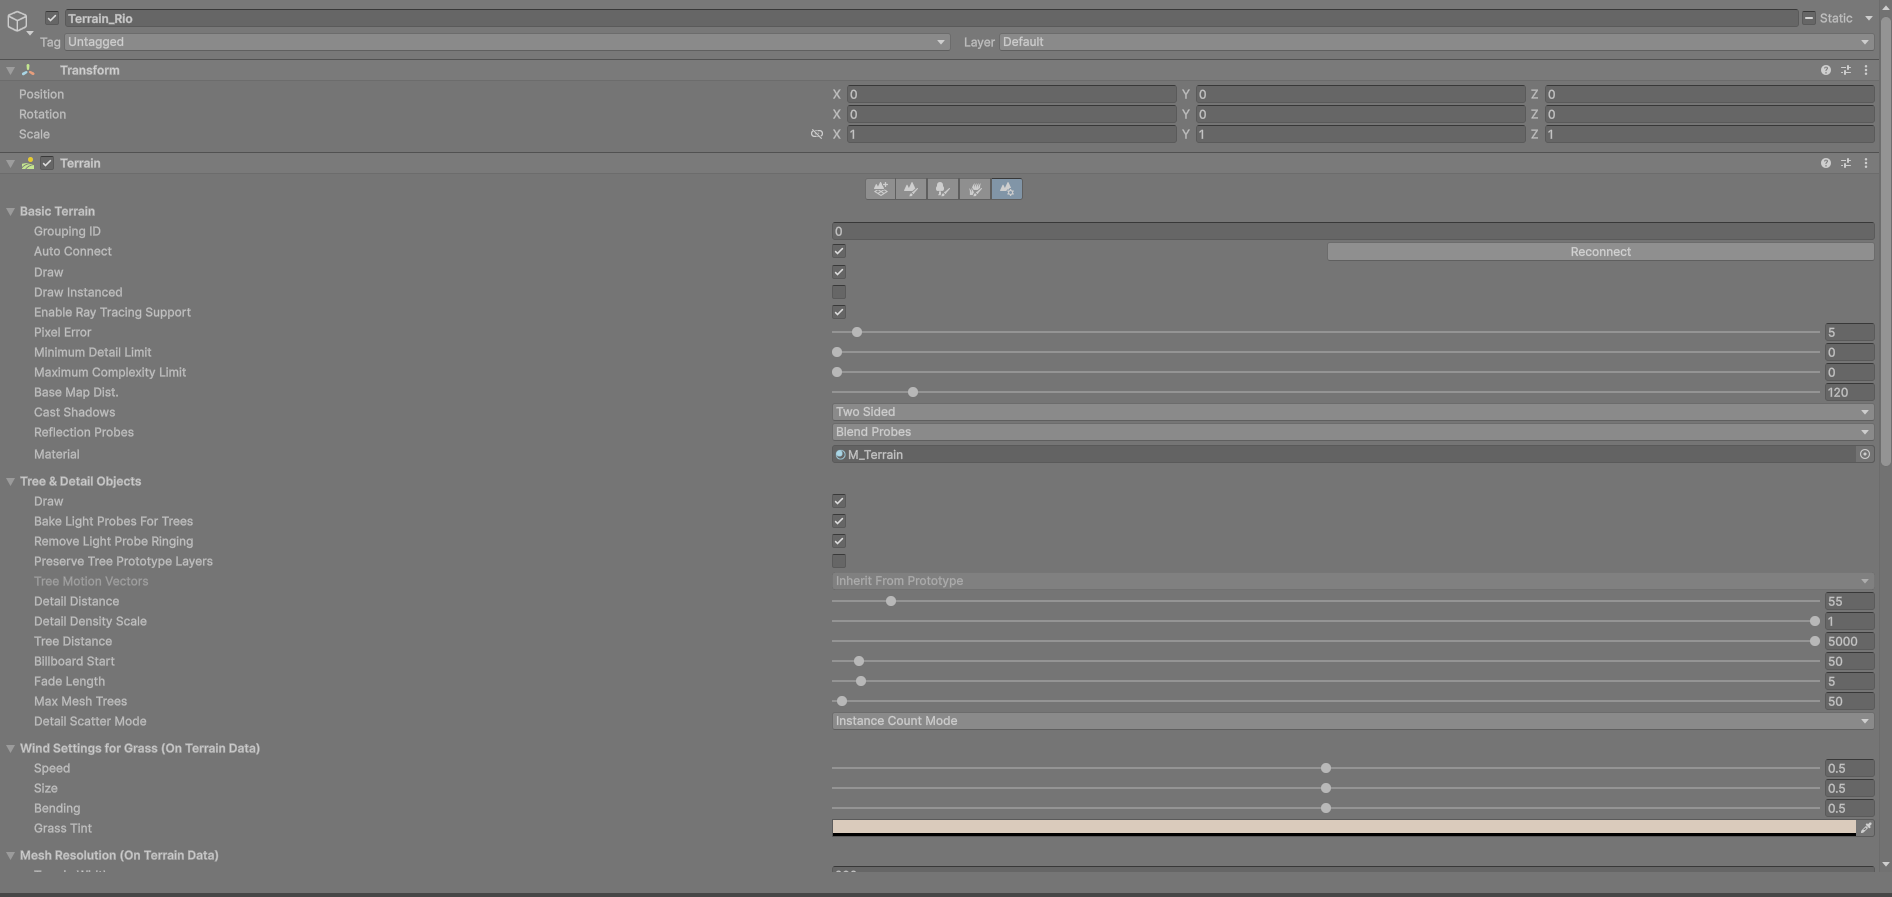 Terrain_Rio Static
Tag Untagged Layer Default
Transform
Position X 0 Y 0 Z 0
Rotation X 0 Y 0 Z 0
Scale X 1 Y 1 Z 1
Terrain
Basic Terrain
Grouping ID 0
Auto Connect Reconnect
Draw
Draw Instanced
Enable Ray Tracing Support
Pixel Error 5
Minimum Detail Limit 0
Maximum Complexity Limit 0
Base Map Dist. 120
Cast Shadows Two Sided
Reflection Probes Blend Probes
Material M_Terrain
Tree & Detail Objects
Draw
Bake Light Probes For Trees
Remove Light Probe Ringing
Preserve Tree Prototype Layers
Tree Motion Vectors Inherit From Prototype
Detail Distance 55
Detail Density Scale 1
Tree Distance 5000
Billboard Start 50
Fade Length 5
Max Mesh Trees 50
Detail Scatter Mode Instance Count Mode
Wind Settings for Grass (On Terrain Data)
Speed 0.5
Size 0.5
Bending 0.5
Grass Tint
Mesh Resolution (On Terrain Data)